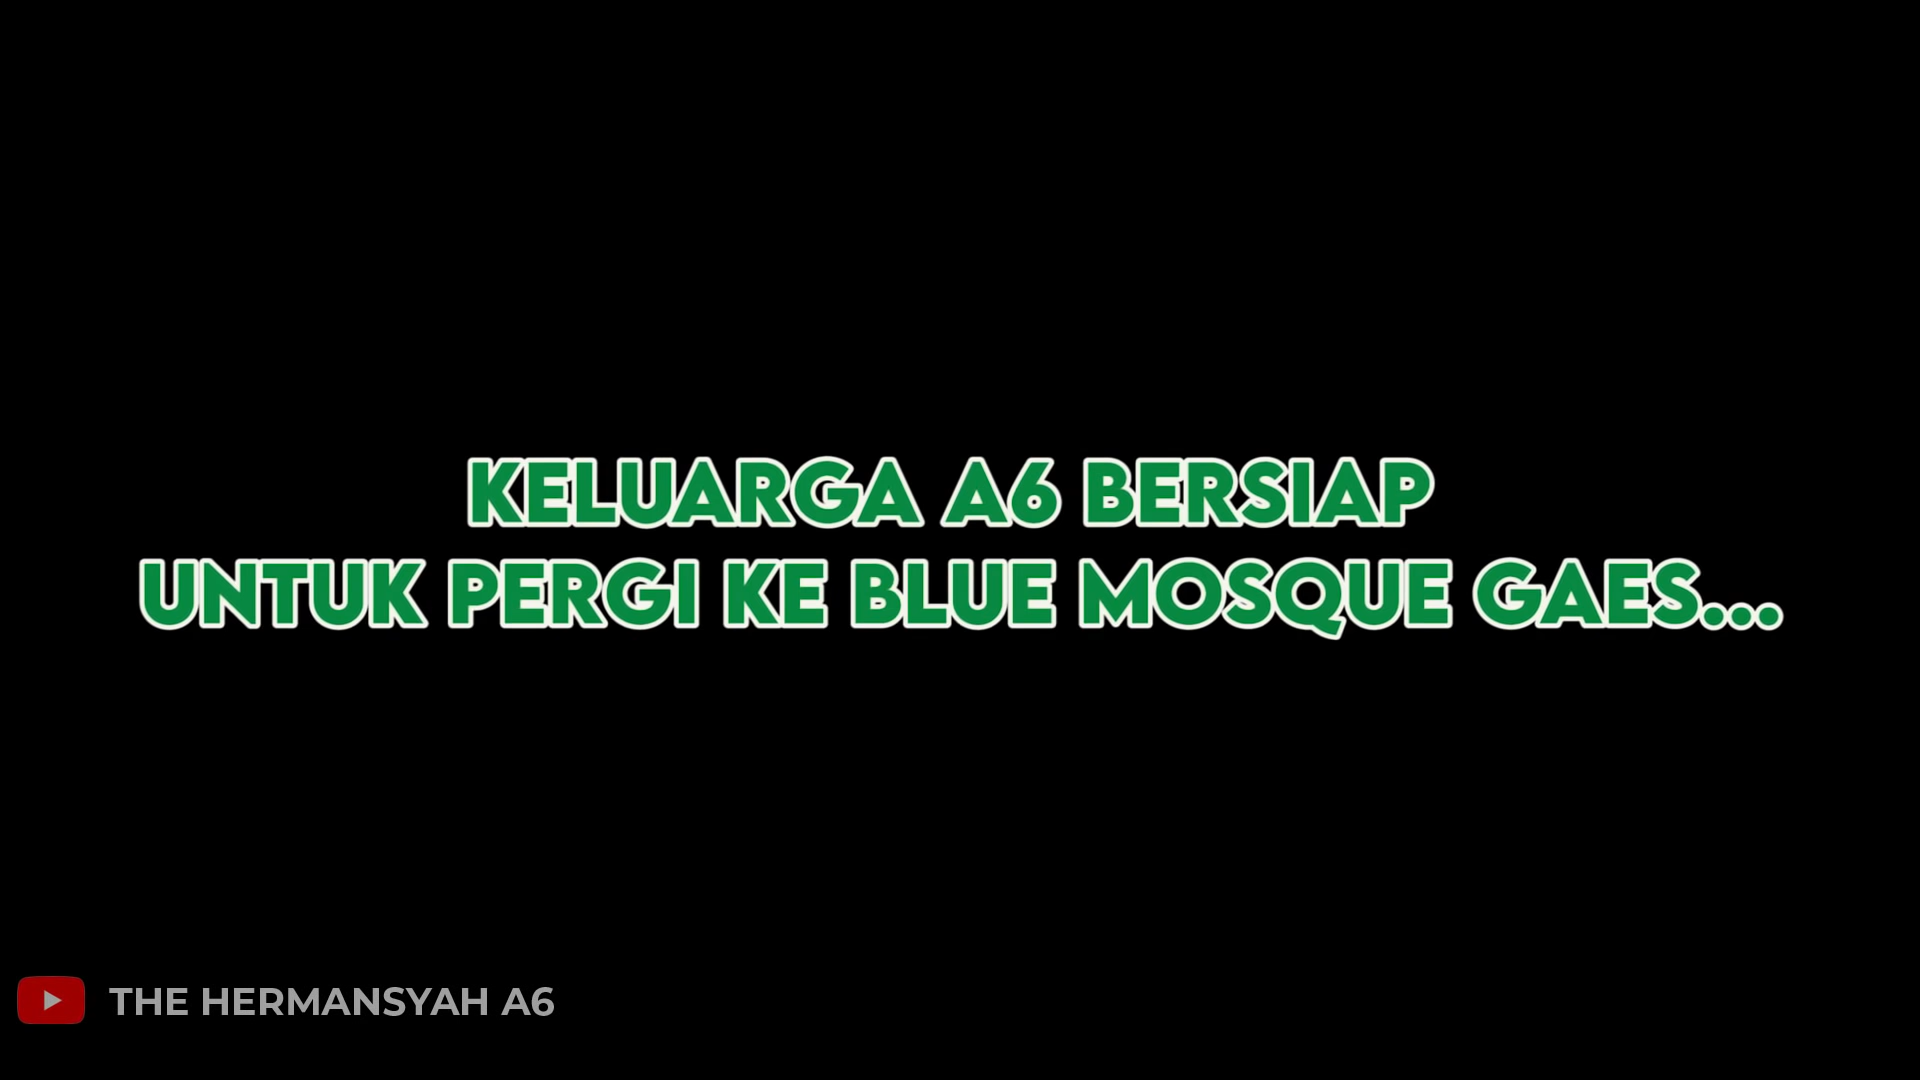 KELUARGA A6 BERSIAP
UNTUK PERGI KE BLUE MOSQUE GAES...
THE HERMANSYAH A6